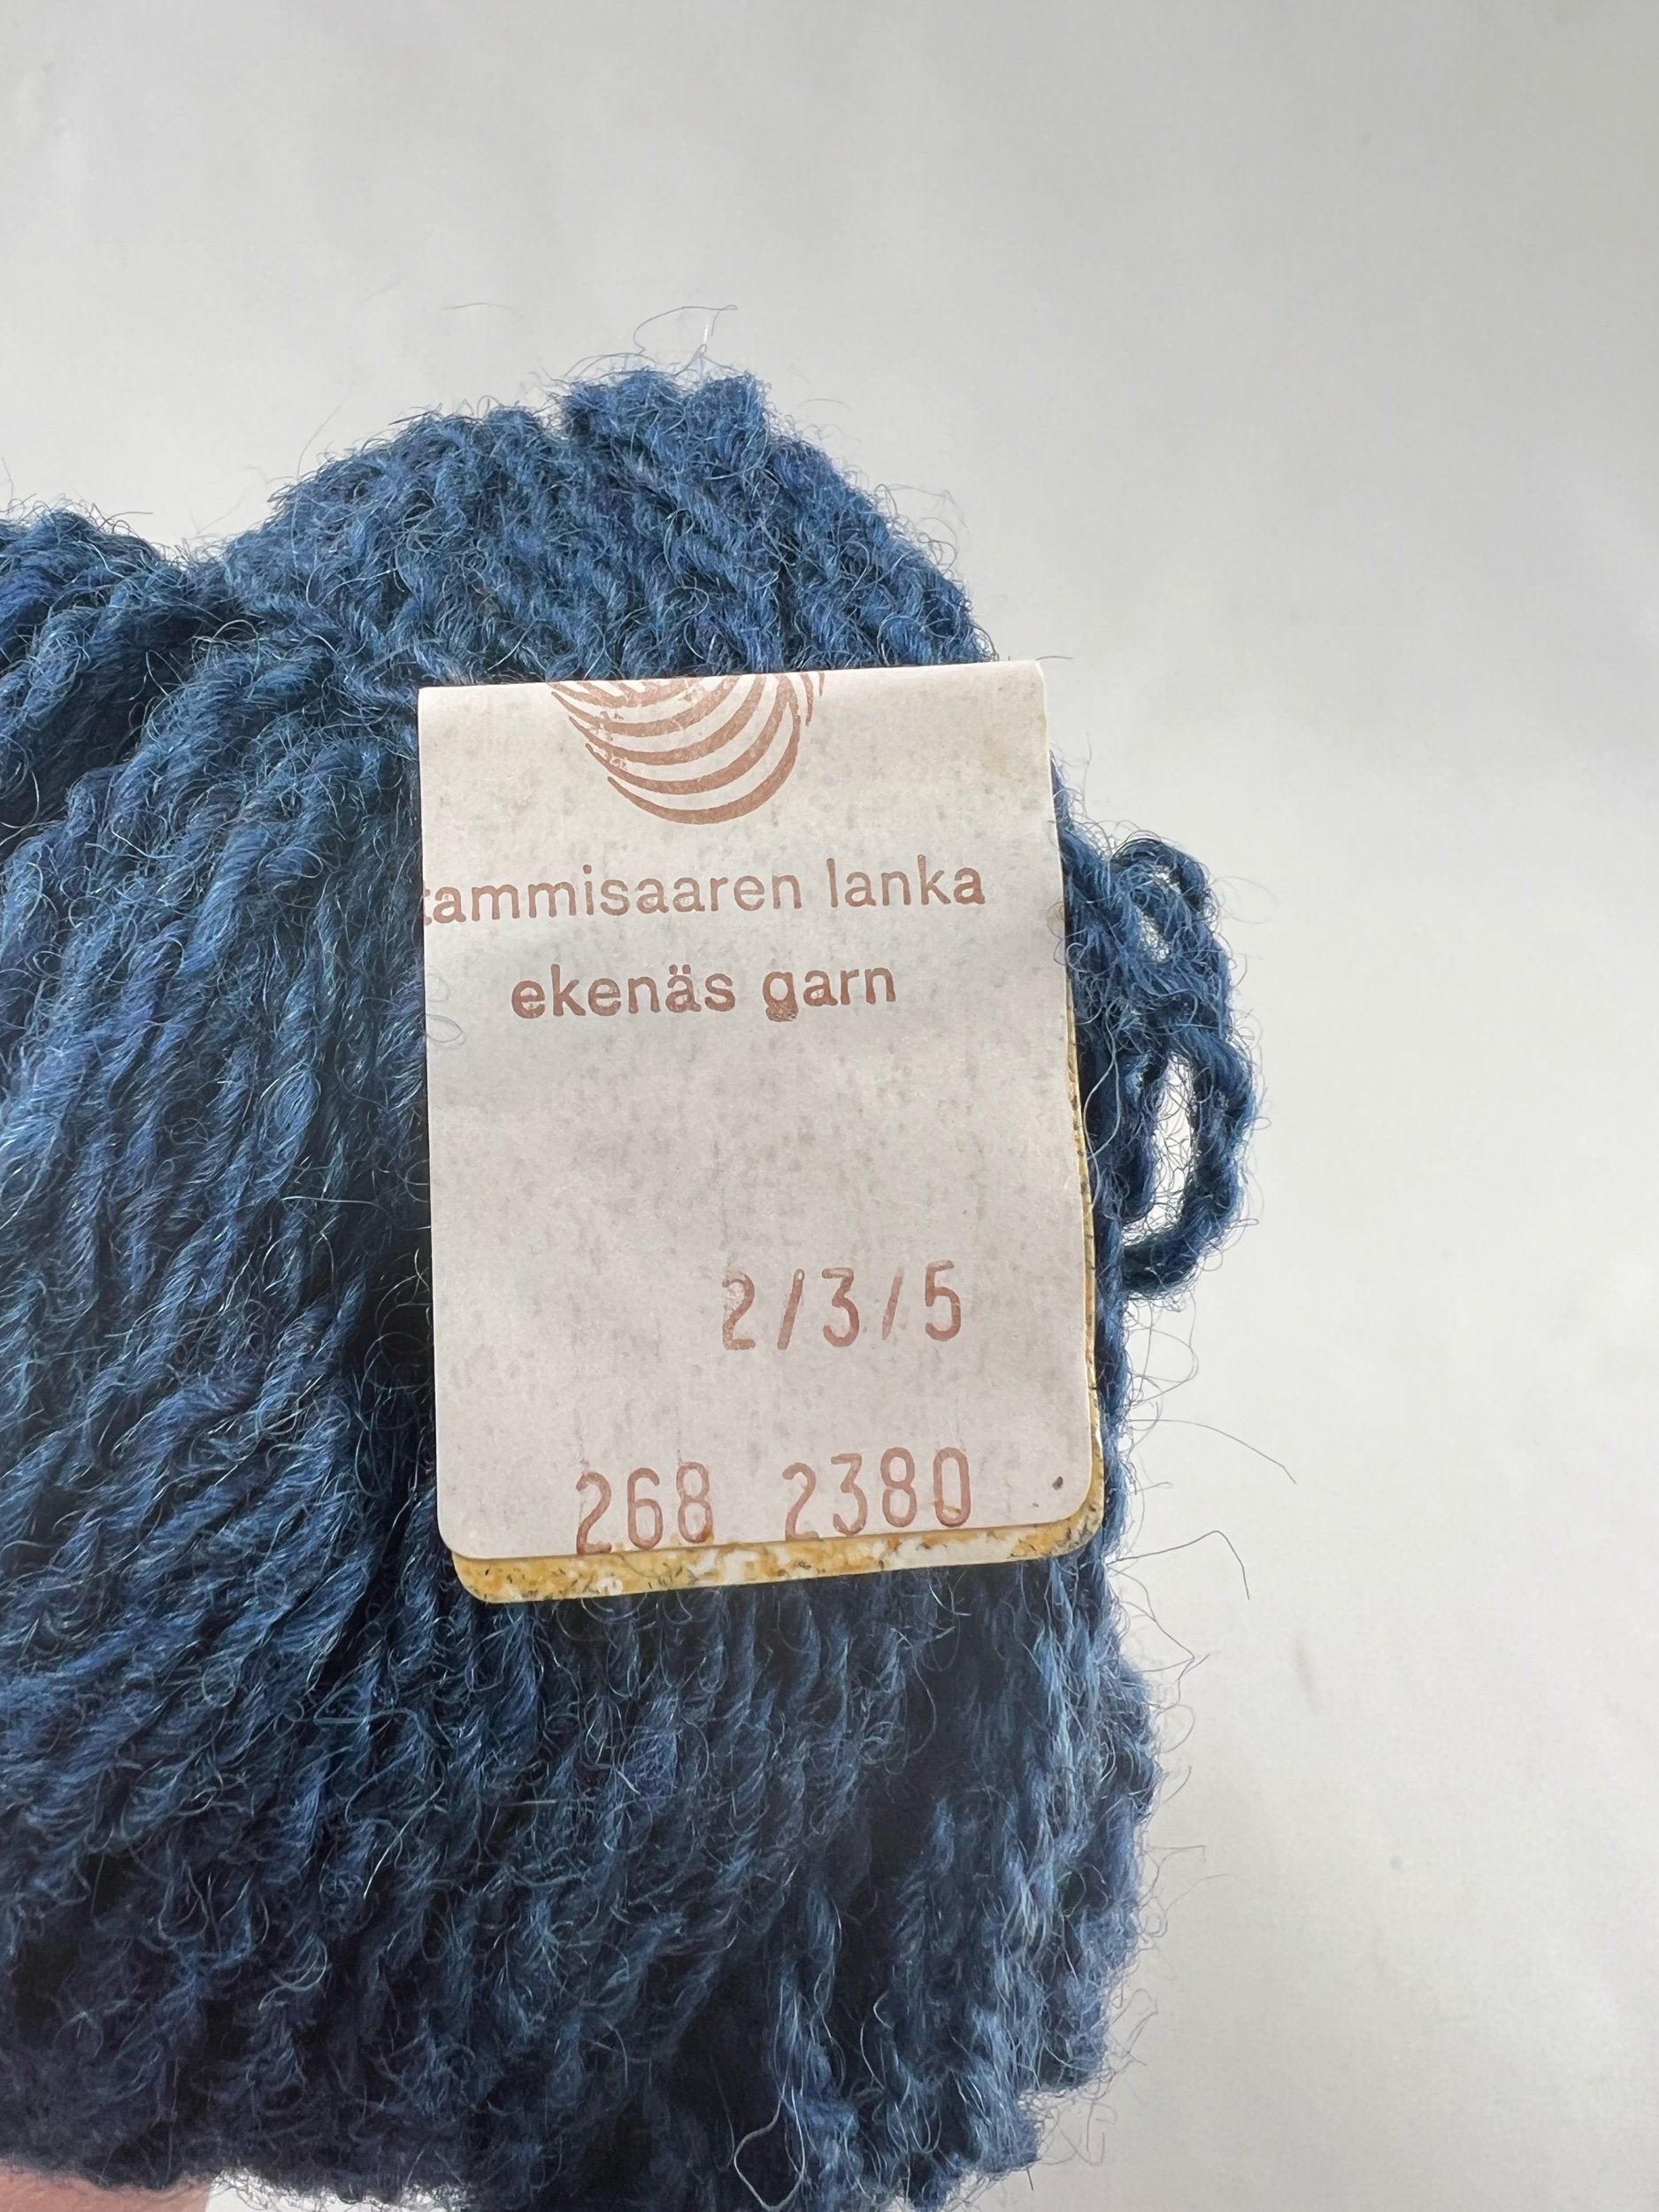 tammisaaren lanka
ekenäs garn
2/3/5
268 2380